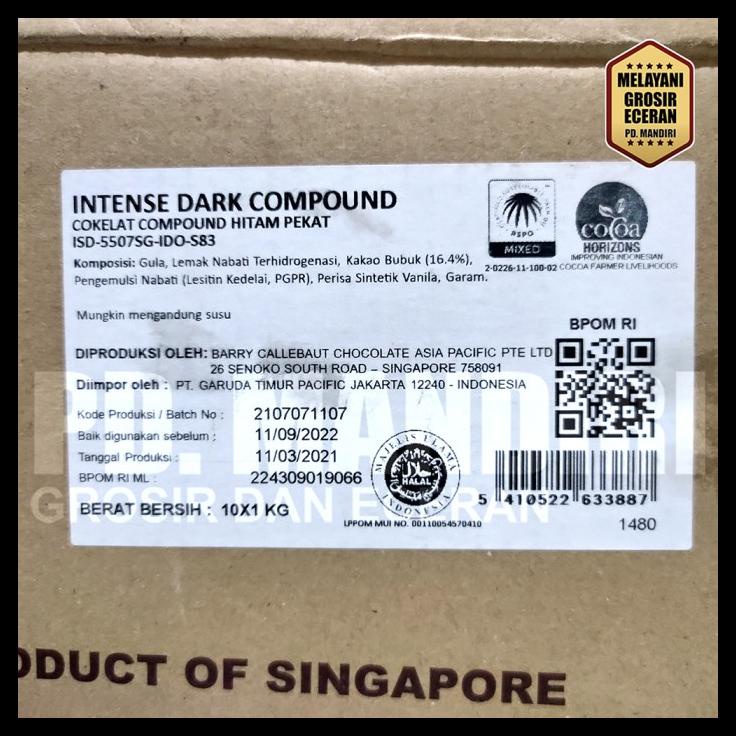 MELAYANI
GROSIR
ECERAN
PD. MANDIRI
INTENSE DARK COMPOUND
COKELAT COMPOUND HITAM PEKAT
ISD-5507SG-IDO-S83
Komposisi: Gula, Lemak Nabati Terhidrogenasi, Kakao Bubuk (16.4%),
Pengemulsi Nabati (Lesitin Kedelai, PGPR), Perisa Sintetik Vanila, Garam.
Mungkin mengandung susu
RSPO
MIXED
2-0226-11-100-02
cocoa
HORIZONS
IMPROVING INDONESIAN
COCOA FARMER LIVELIHOODS
BPOM RI
DIPRODUKSI OLEH: BARRY CALLEBAUT CHOCOLATE ASIA PACIFIC PTE LTD
26 SENOKO SOUTH ROAD – SINGAPORE 758091
Diimpor oleh : PT. GARUDA TIMUR PACIFIC JAKARTA 12240 - INDONESIA
Kode Produksi / Batch No : 2107071107
Baik digunakan sebelum : 11/09/2022
Tanggal Produksi : 11/03/2021
BPOM RI ML : 224309019066
BERAT BERSIH : 10X1 KG
MAJELIS ULAMA
حلال
HALAL
INDONESIA
LPPOM MUI NO. 00110054570410
5 410522 633887
1480
PD. MANDIRI
GROSIR DAN ECERAN
ODUCT OF SINGAPORE